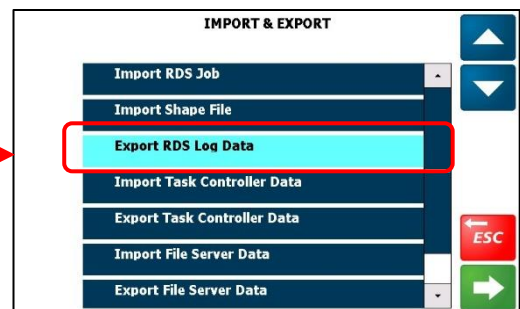 IMPORT & EXPORT
Import RDS Job
Import Shape File
Export RDS Log Data
Import Task Controller Data
Export Task Controller Data
ESC
Import File Server Data
Export File Server Data